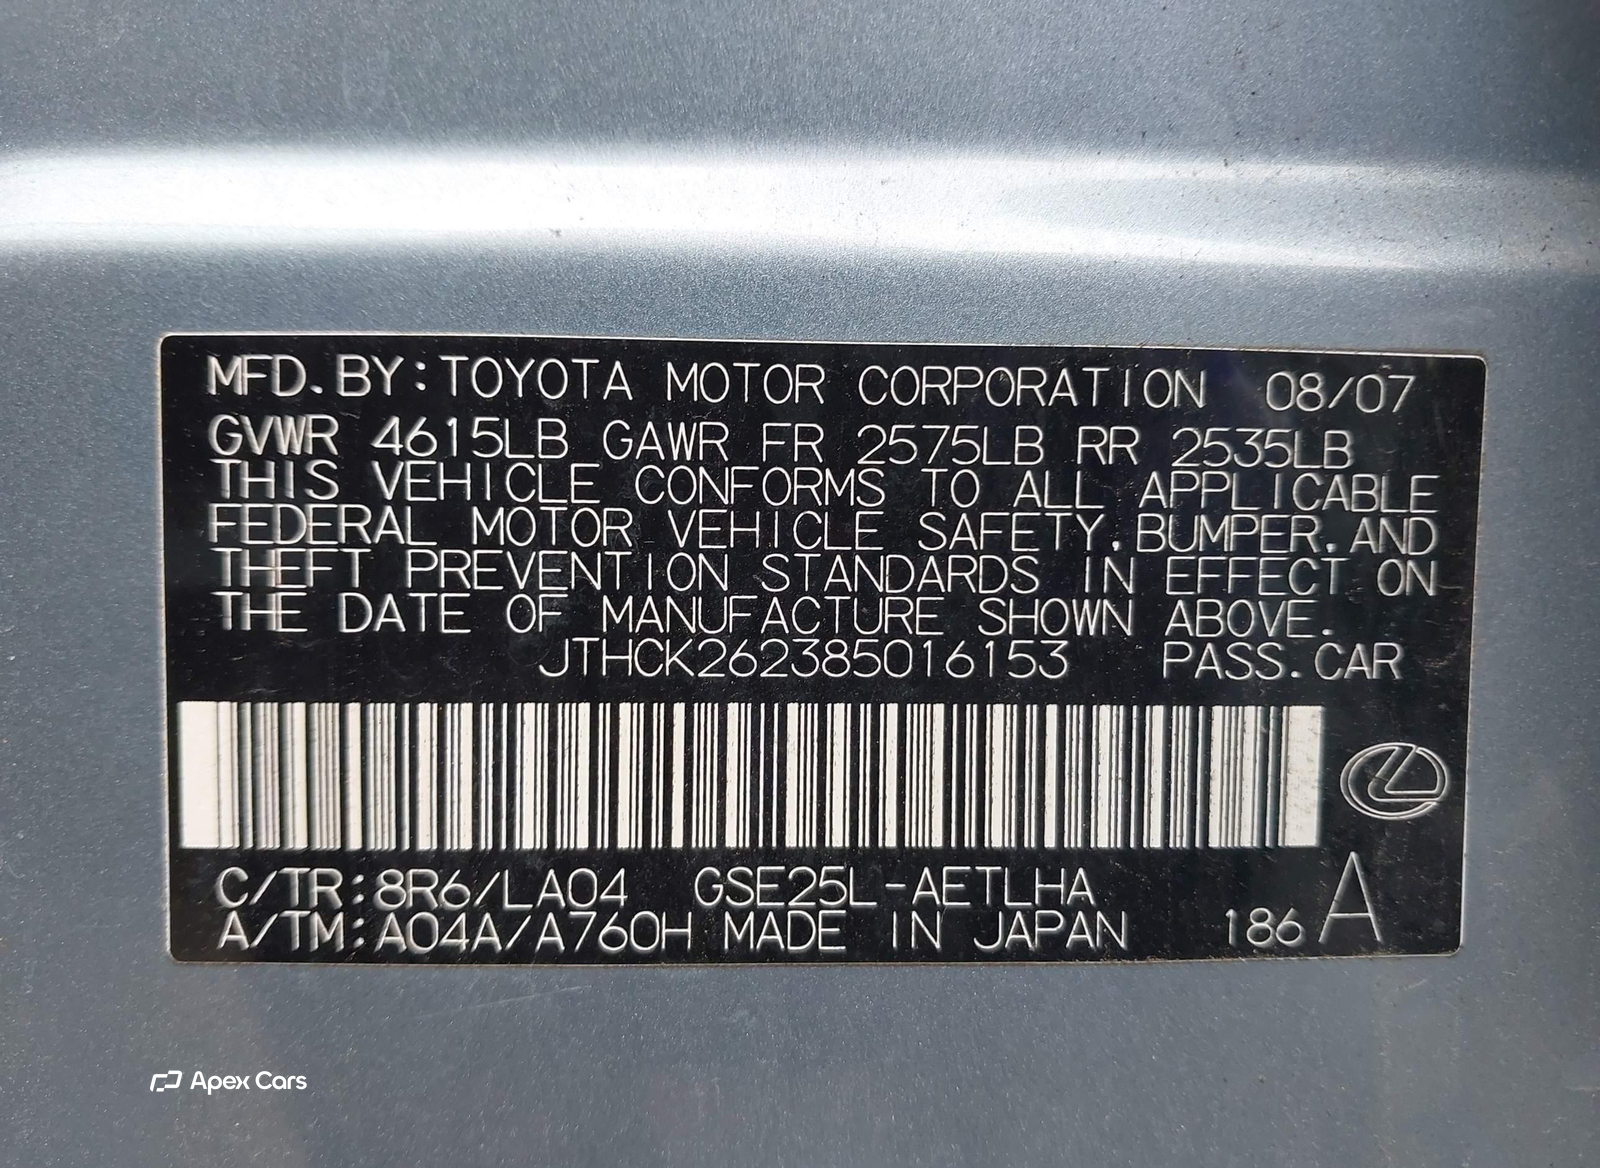 MFD.BY:TOYOTA MOTOR CORPORATION 08/07
GVWR 4615LB GAWR FR 2575LB RR 2535LB
THIS VEHICLE CONFORMS TO ALL APPLICABLE
FEDERAL MOTOR VEHICLE SAFETY,BUMPER,AND
THEFT PREVENTION STANDARDS IN EFFECT ON
THE DATE OF MANUFACTURE SHOWN ABOVE.
JTHCK262385016153 PASS.CAR
C/TR:8R6/LA04 GSE25L-AETLHA
A/TM:A04A/A760H MADE IN JAPAN 186 A
Apex Cars